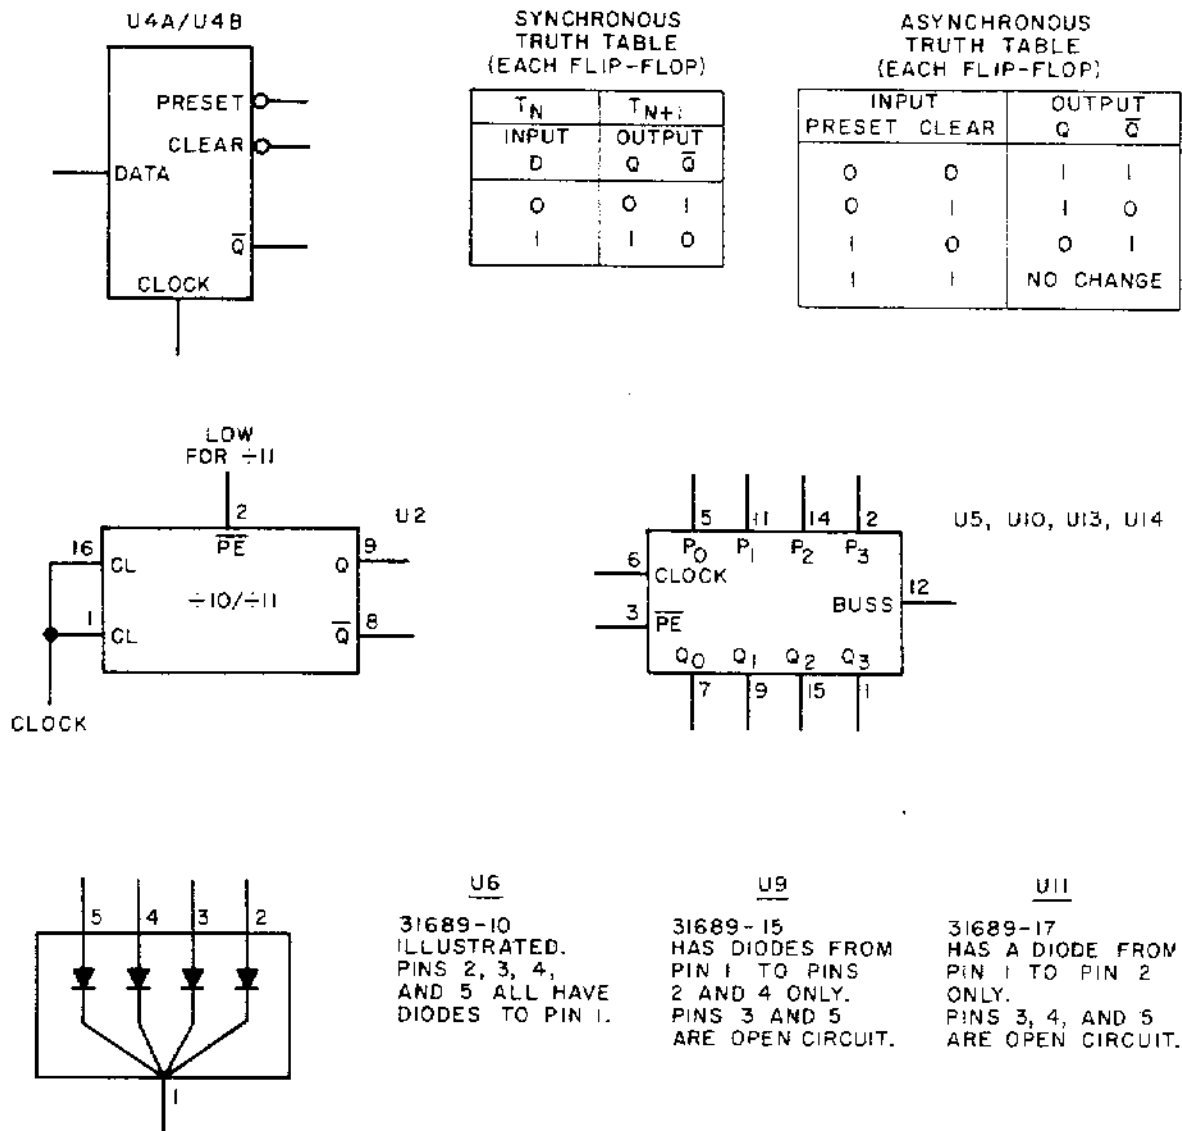 U4A/U4B
PRESET
CLEAR
DATA
Q̅
CLOCK
SYNCHRONOUS
TRUTH TABLE
(EACH FLIP-FLOP)
TN TN+1
INPUT OUTPUT
D Q Q̅
0 0 1
1 1 0
ASYNCHRONOUS
TRUTH TABLE
(EACH FLIP-FLOP)
INPUT OUTPUT
PRESET CLEAR Q Q̅
0 0 1 1
0 1 1 0
1 0 0 1
1 1 NO CHANGE
LOW
FOR ÷11
2
U2
P̅E̅
16 CL
Q 9
÷10/÷11
1 CL
Q̅ 8
CLOCK
5 11 14 2
U5, U10, U13, U14
P0 P1 P2 P3
6 CLOCK
BUSS 12
3 P̅E̅
Q0 Q1 Q2 Q3
7 9 15 1
5 4 3 2
1
U6
31689-10
ILLUSTRATED.
PINS 2, 3, 4,
AND 5 ALL HAVE
DIODES TO PIN 1.
U9
31689-15
HAS DIODES FROM
PIN 1 TO PINS
2 AND 4 ONLY.
PINS 3 AND 5
ARE OPEN CIRCUIT.
U11
31689-17
HAS A DIODE FROM
PIN 1 TO PIN 2
ONLY.
PINS 3, 4, AND 5
ARE OPEN CIRCUIT.